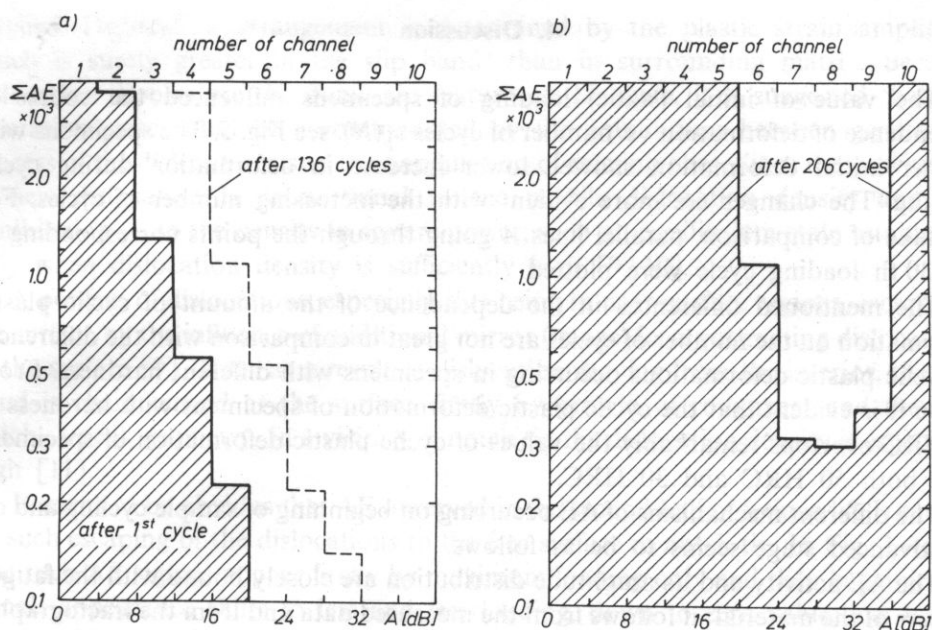 a)
number of channel
1 2 3 4 5 6 7 8 9 10
ΣAE
×10³
2.0
1.0
0.5
0.3
0.2
0.1
after 136 cycles
after 1st cycle
0 8 16 24 32 A [dB]
b)
number of channel
1 2 3 4 5 6 7 8 9 10
ΣAE
×10³
2.0
1.0
0.5
0.3
0.2
0.1
after 206 cycles
0 8 16 24 32 A [dB]